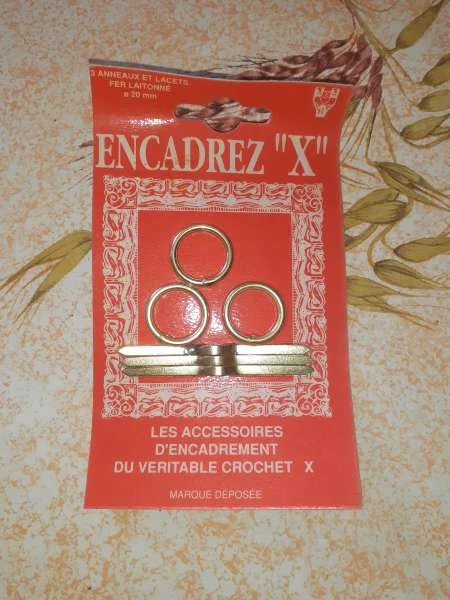 3 ANNEAUX ET LACETS
FER LAITONNÉ
ø 20 mm
ENCADREZ "X"
LES ACCESSOIRES
D'ENCADREMENT
DU VERITABLE CROCHET X
MARQUE DÉPOSÉE